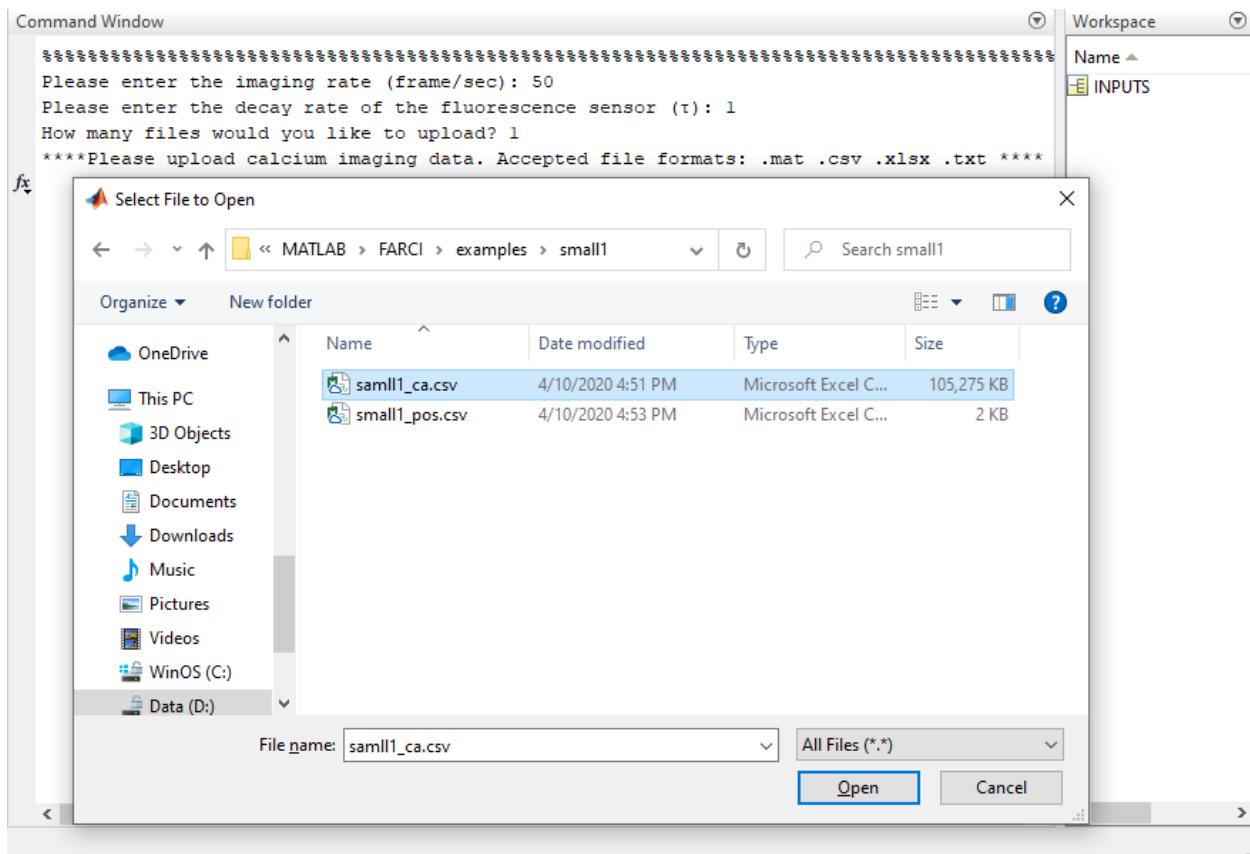 Command Window
Workspace
%%%%%%%%%%%%%%%%%%%%%%%%%%%%%%%%%%%%%%%%%%%%%%%%%%%%%%%%%%%%%%%%%%%%%%%%%%%%%%%%%%%%%%%%%
Name
Please enter the imaging rate (frame/sec): 50
INPUTS
Please enter the decay rate of the fluorescence sensor (τ): 1
How many files would you like to upload? 1
****Please upload calcium imaging data. Accepted file formats: .mat .csv .xlsx .txt ****
fx
Select File to Open
« MATLAB > FARCI > examples > small1
Search small1
Organize
New folder
OneDrive
This PC
3D Objects
Desktop
Documents
Downloads
Music
Pictures
Videos
WinOS (C:)
Data (D:)
Name Date modified Type Size
samll1_ca.csv 4/10/2020 4:51 PM Microsoft Excel C... 105,275 KB
small1_pos.csv 4/10/2020 4:53 PM Microsoft Excel C... 2 KB
File name: samll1_ca.csv
All Files (*.*)
Open
Cancel